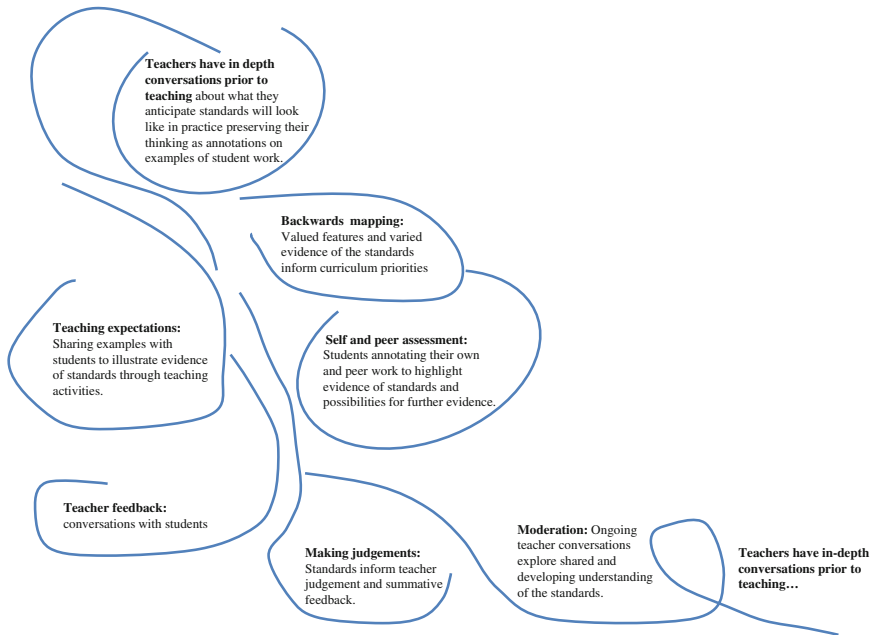 Teachers have in depth
conversations prior to
teaching about what they
anticipate standards will look
like in practice preserving their
thinking as annotations on
examples of student work.
Backwards mapping:
Valued features and varied
evidence of the standards
inform curriculum priorities
Teaching expectations:
Sharing examples with
students to illustrate evidence
of standards through teaching
activities.
Self and peer assessment:
Students annotating their own
and peer work to highlight
evidence of standards and
possibilities for further evidence.
Teacher feedback:
conversations with students
Making judgements:
Standards inform teacher
judgement and summative
feedback.
Moderation: Ongoing
teacher conversations
explore shared and
developing understanding
of the standards.
Teachers have in-depth
conversations prior to
teaching…